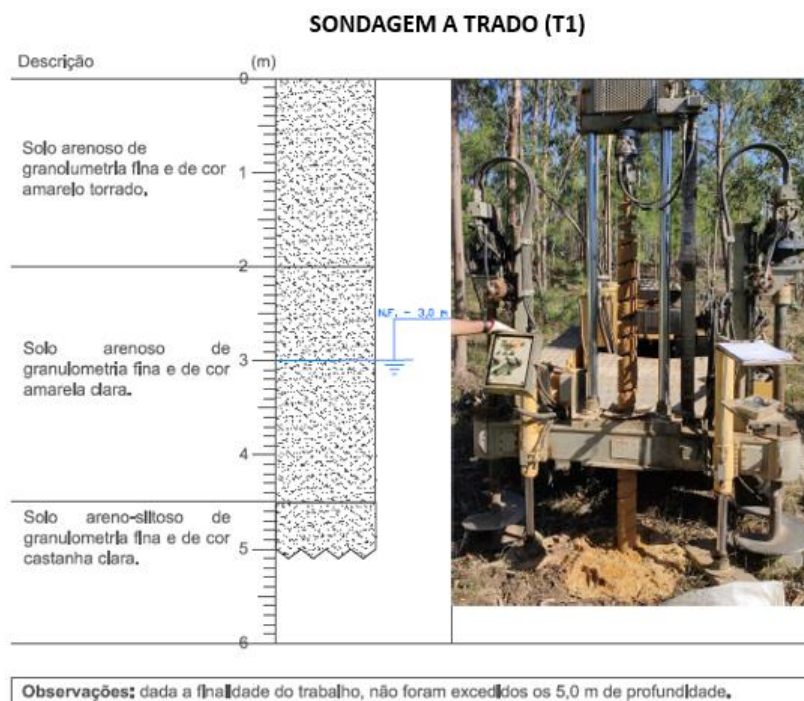 SONDAGEM A TRADO (T1)
Descrição (m)
0
Solo arenoso de
granolumetria fina e de cor
amarelo torrado.
1
2
N.F. - 3,0 m
Solo arenoso de
granulometria fina e de cor
amarela clara.
3
4
Solo areno-siltoso de
granulometria fina e de cor
castanha clara.
5
6
Observações: dada a finalidade do trabalho, não foram excedidos os 5,0 m de profundidade.